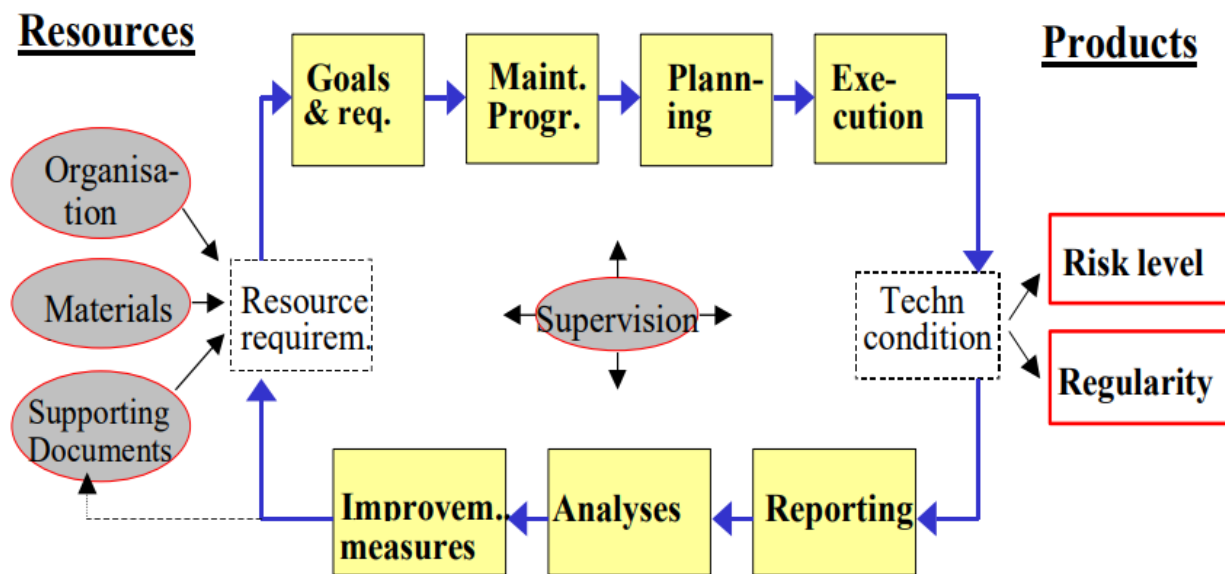 Resources
Products
Goals
& req.
Maint.
Progr.
Plann-
ing
Exe-
cution
Organisa-
tion
Materials
Supporting
Documents
Resource
requirem.
Supervision
Techn
condition
Risk level
Regularity
Improvem..
measures
Analyses
Reporting